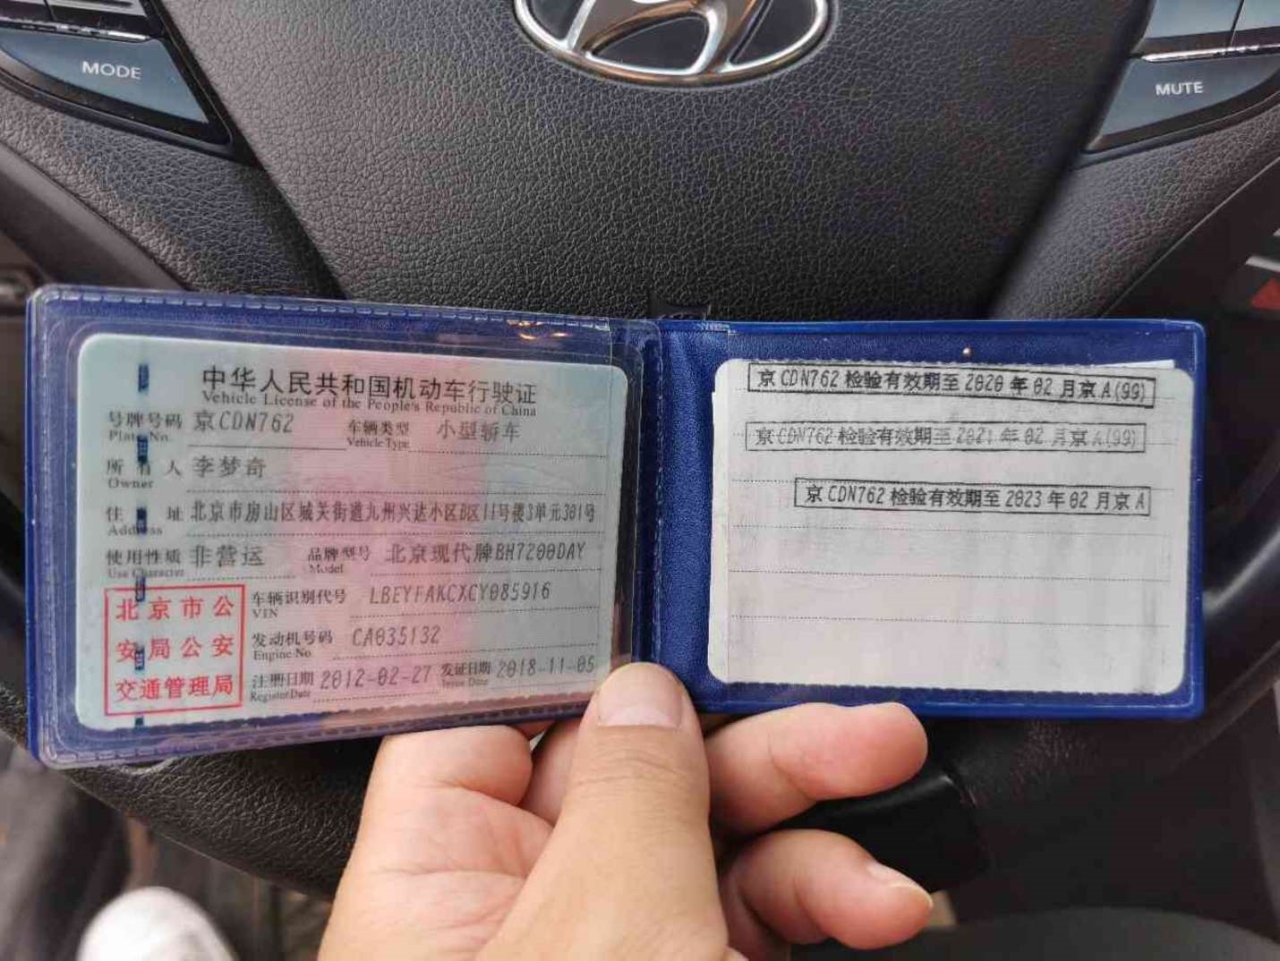 MODE
MUTE
中华人民共和国机动车行驶证
Vehicle License of the People's Republic of China
号牌号码 京CDN762 车辆类型 小型轿车
Plate No. Vehicle Type
所有人 李梦奇
Owner
住址 北京市房山区城关街道九州兴达小区B区11号楼3单元301号
Address
使用性质 非营运 品牌型号 北京现代牌BH7200DAY
Use Character Model
北京市公
安局公安
交通管理局
车辆识别代号 LBEYFAKCXCY085916
VIN
发动机号码 CA035132
Engine No.
注册日期 2012-02-27 发证日期 2018-11-05
Register Date Issue Date
京CDN762检验有效期至2020年02月京A(99)
京CDN762检验有效期至2021年02月京A(99)
京CDN762检验有效期至2023年02月京A